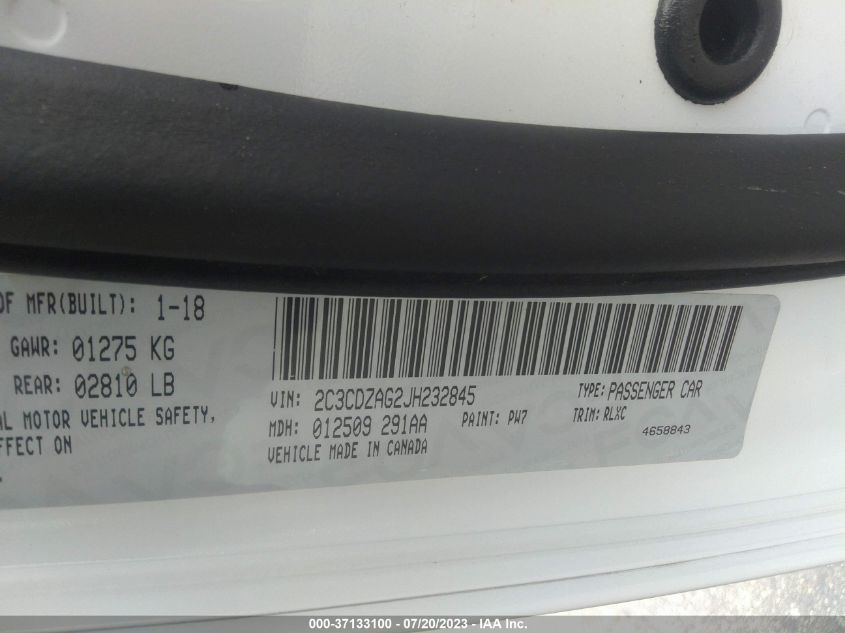 OF MFR(BUILT): 1-18
GAWR: 01275 KG
REAR: 02810 LB
AL MOTOR VEHICLE SAFETY,
EFFECT ON
VIN: 2C3CDZAG2JH232845
TYPE: PASSENGER CAR
MDH: 012509 291AA
PAINT: PW7
TRIM: RLXC
VEHICLE MADE IN CANADA
4658843
000-37133100 - 07/20/2023 - IAA Inc.